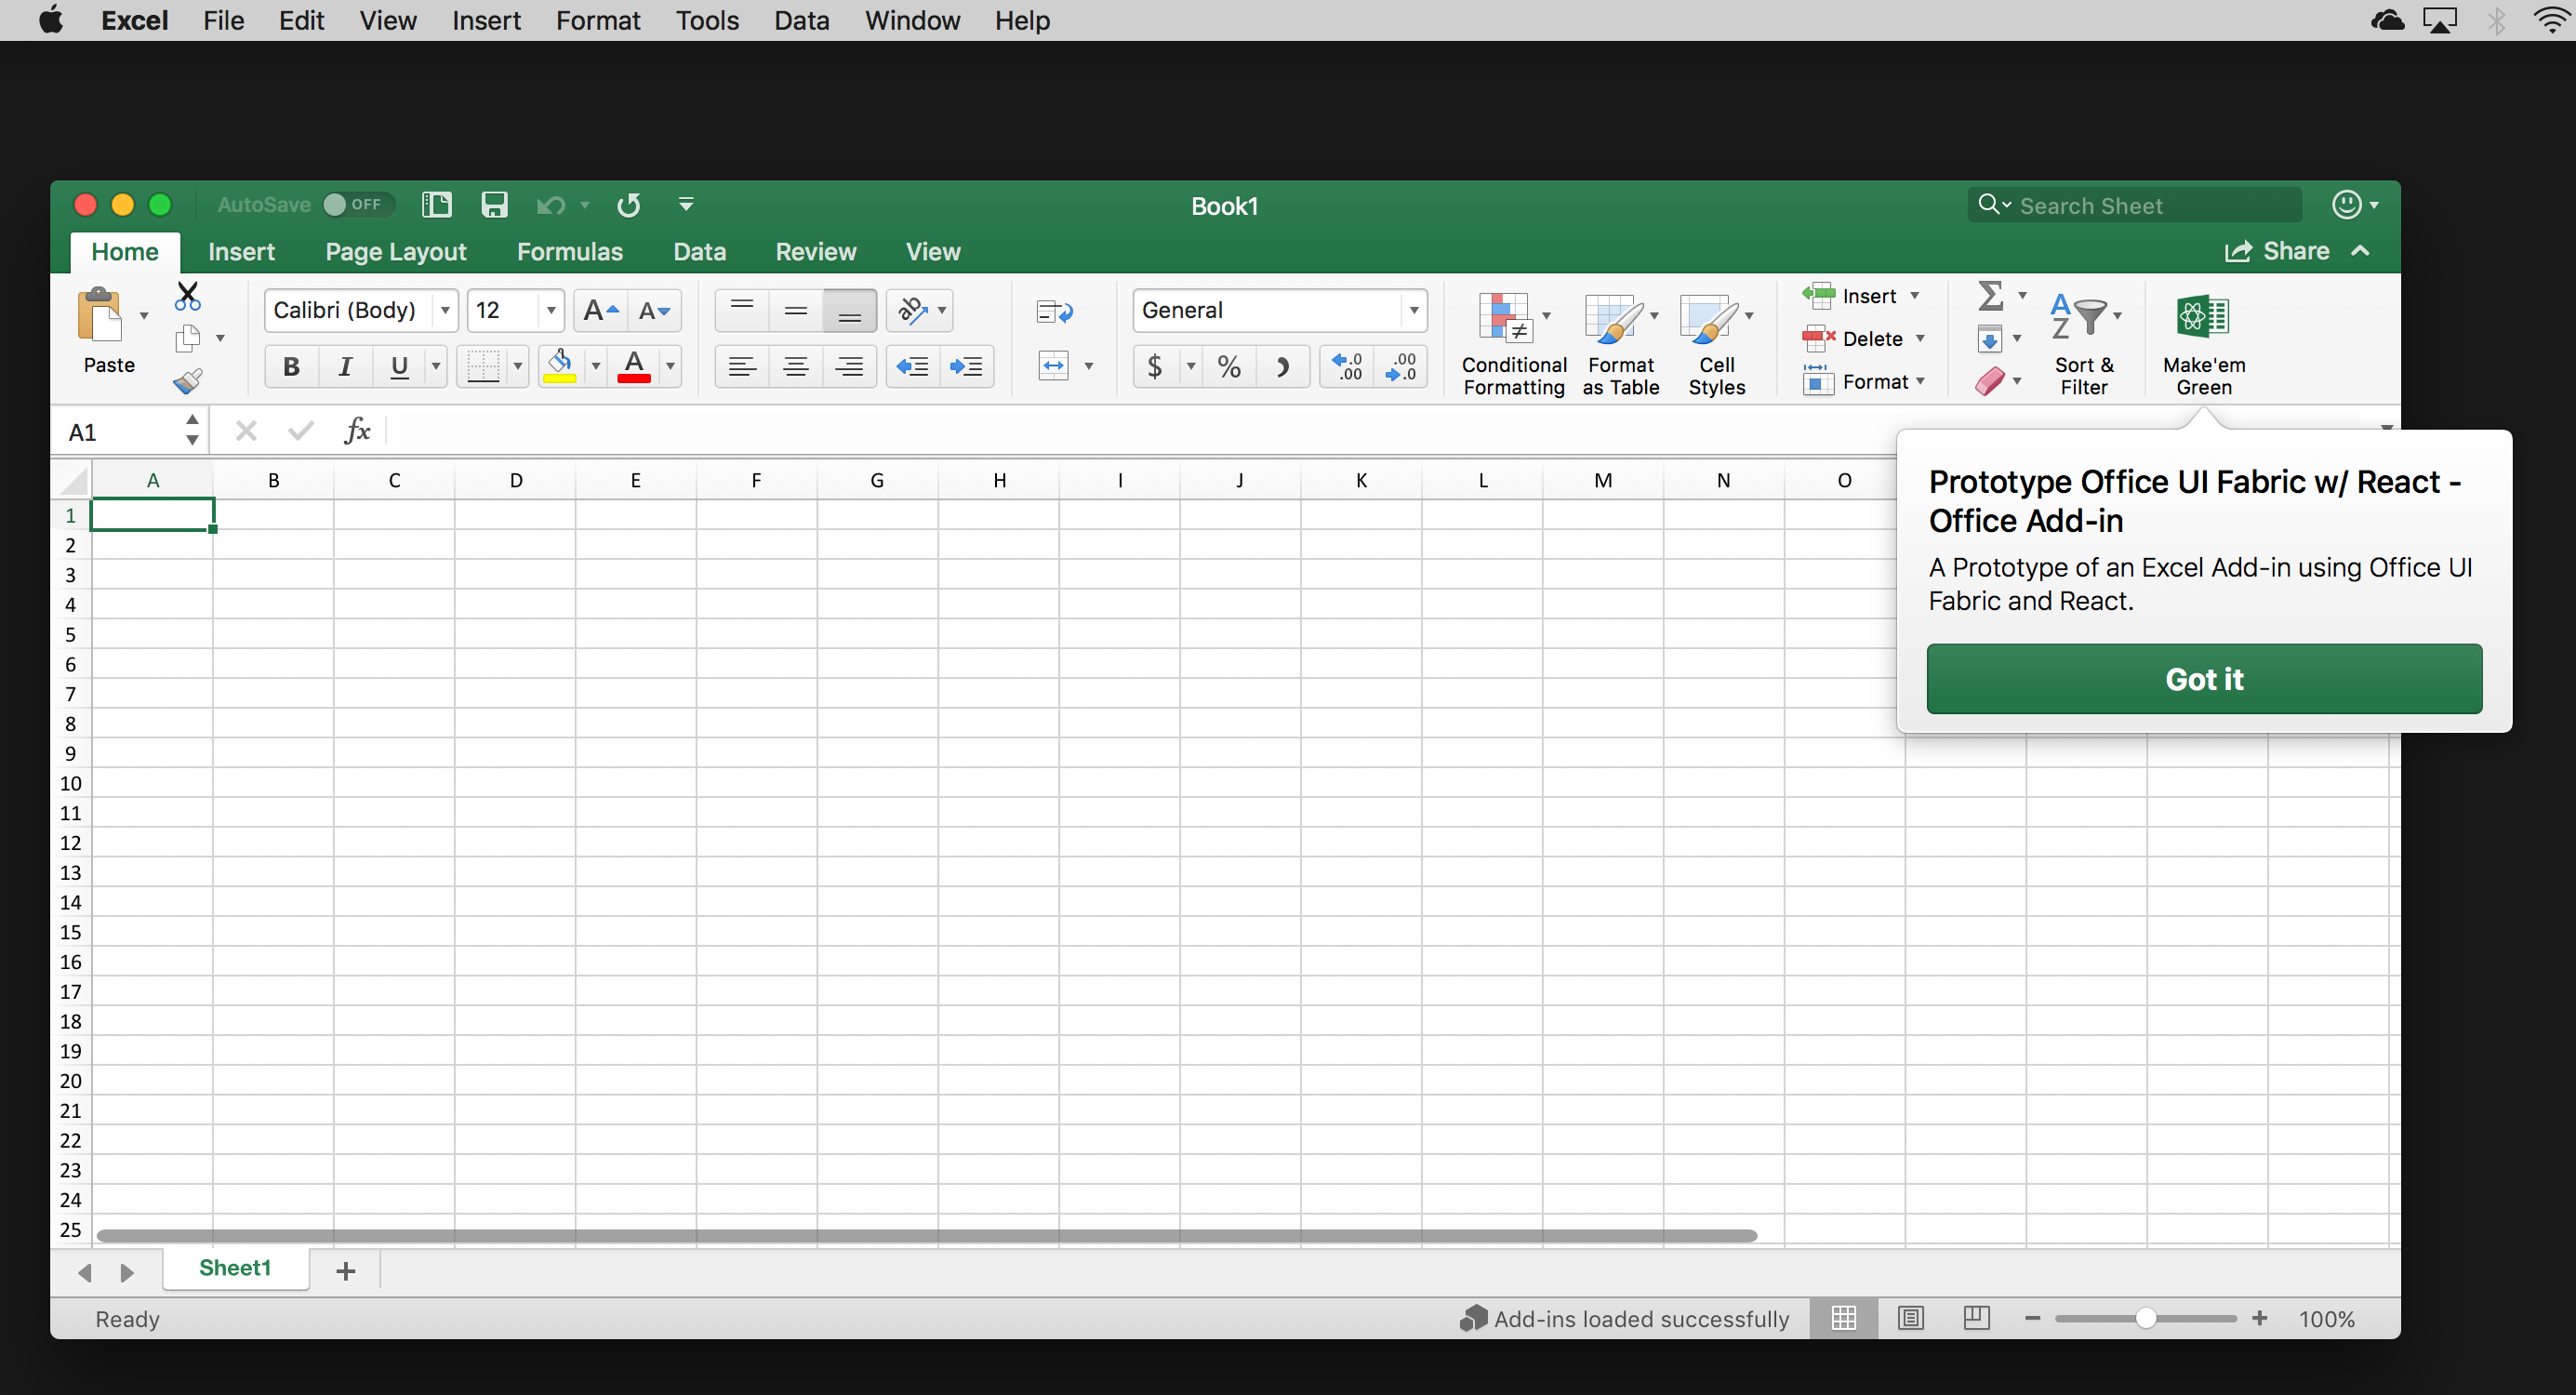 Excel File Edit View Insert Format Tools Data Window Help
AutoSave OFF Book1 Search Sheet
Home Insert Page Layout Formulas Data Review View Share
Paste
Calibri (Body) 12 A A
B I U A
ab
General
$ % .0 .00 .00 .0
Conditional Formatting
Format as Table
Cell Styles
Insert
Delete
Format
Σ
A Z
Sort & Filter
Make'em Green
A1 fx
A B C D E F G H I J K L M N O
1
2
3
4
5
6
7
8
9
10
11
12
13
14
15
16
17
18
19
20
21
22
23
24
25
Prototype Office UI Fabric w/ React -
Office Add-in
A Prototype of an Excel Add-in using Office UI
Fabric and React.
Got it
Sheet1 +
Ready Add-ins loaded successfully 100%